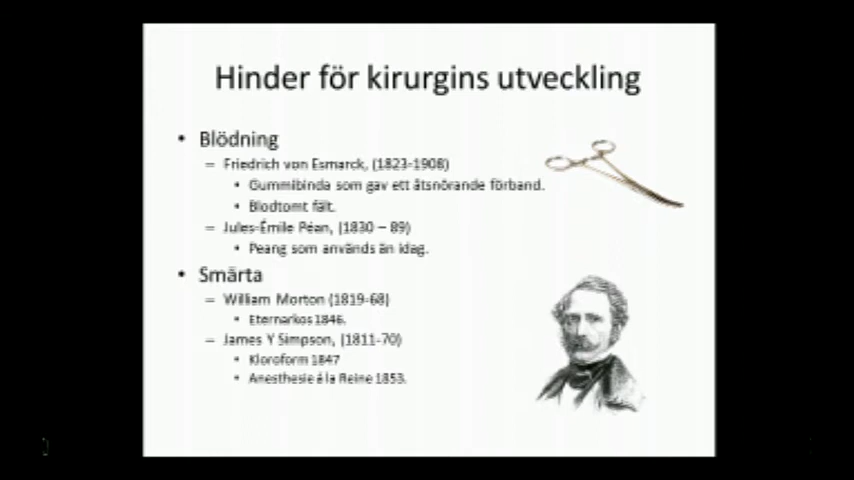 Hinder för kirurgins utveckling
• Blödning
– Friedrich von Esmarck, (1823-1908)
• Gummibinda som gav ett åtsnörande förband.
• Blodtomt fält.
– Jules-Émile Péan, (1830 – 89)
• Peang som används än idag.
• Smärta
– William Morton (1819-68)
• Eternarkos 1846.
– James Y Simpson, (1811-70)
• Kloroform 1847
• Anesthesie á la Reine 1853.